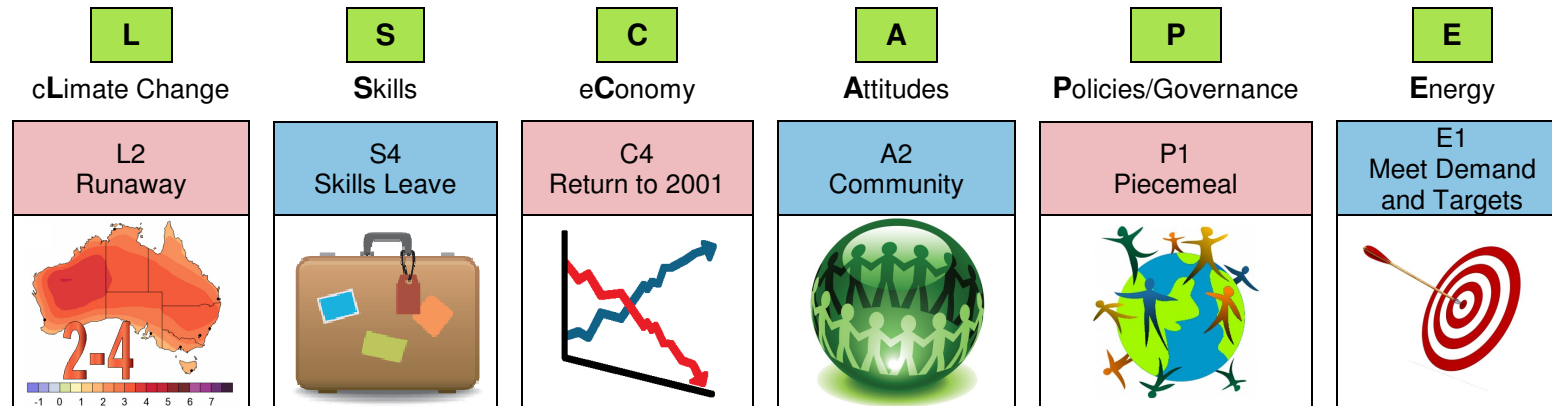 L S C A P E
cLimate Change Skills eConomy Attitudes Policies/Governance Energy
L2
Runaway
S4
Skills Leave
C4
Return to 2001
A2
Community
P1
Piecemeal
E1
Meet Demand
and Targets
2-4
-1 0 1 2 3 4 5 6 7